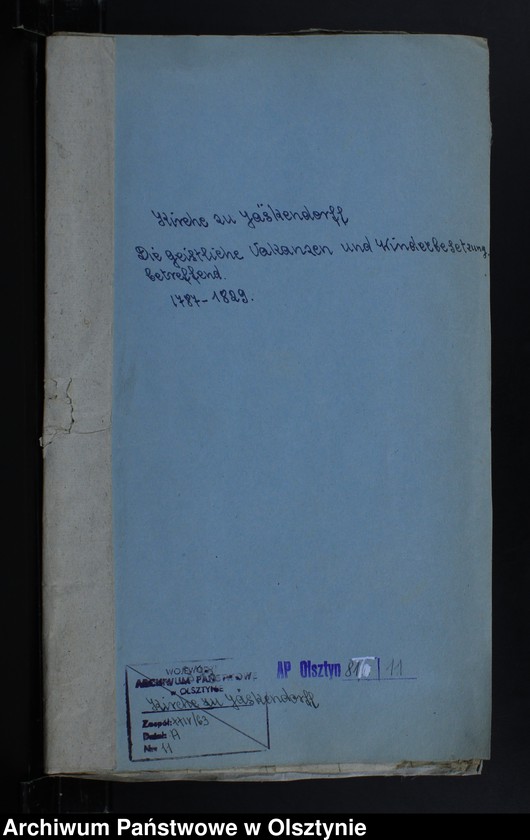 Kirche zu Jäskendorff
Die geistliche Vakanzen und Kinderbesetzung
betreffend.
1787-1829.
AP Olsztyn 11
ARCHIWUM PAŃSTWOWE
w OLSZTYNIE
Kirche zu Jäskendorff
Zespół: XXIV/63
Dział: A
Nr: 11
Archiwum Państwowe w Olsztynie